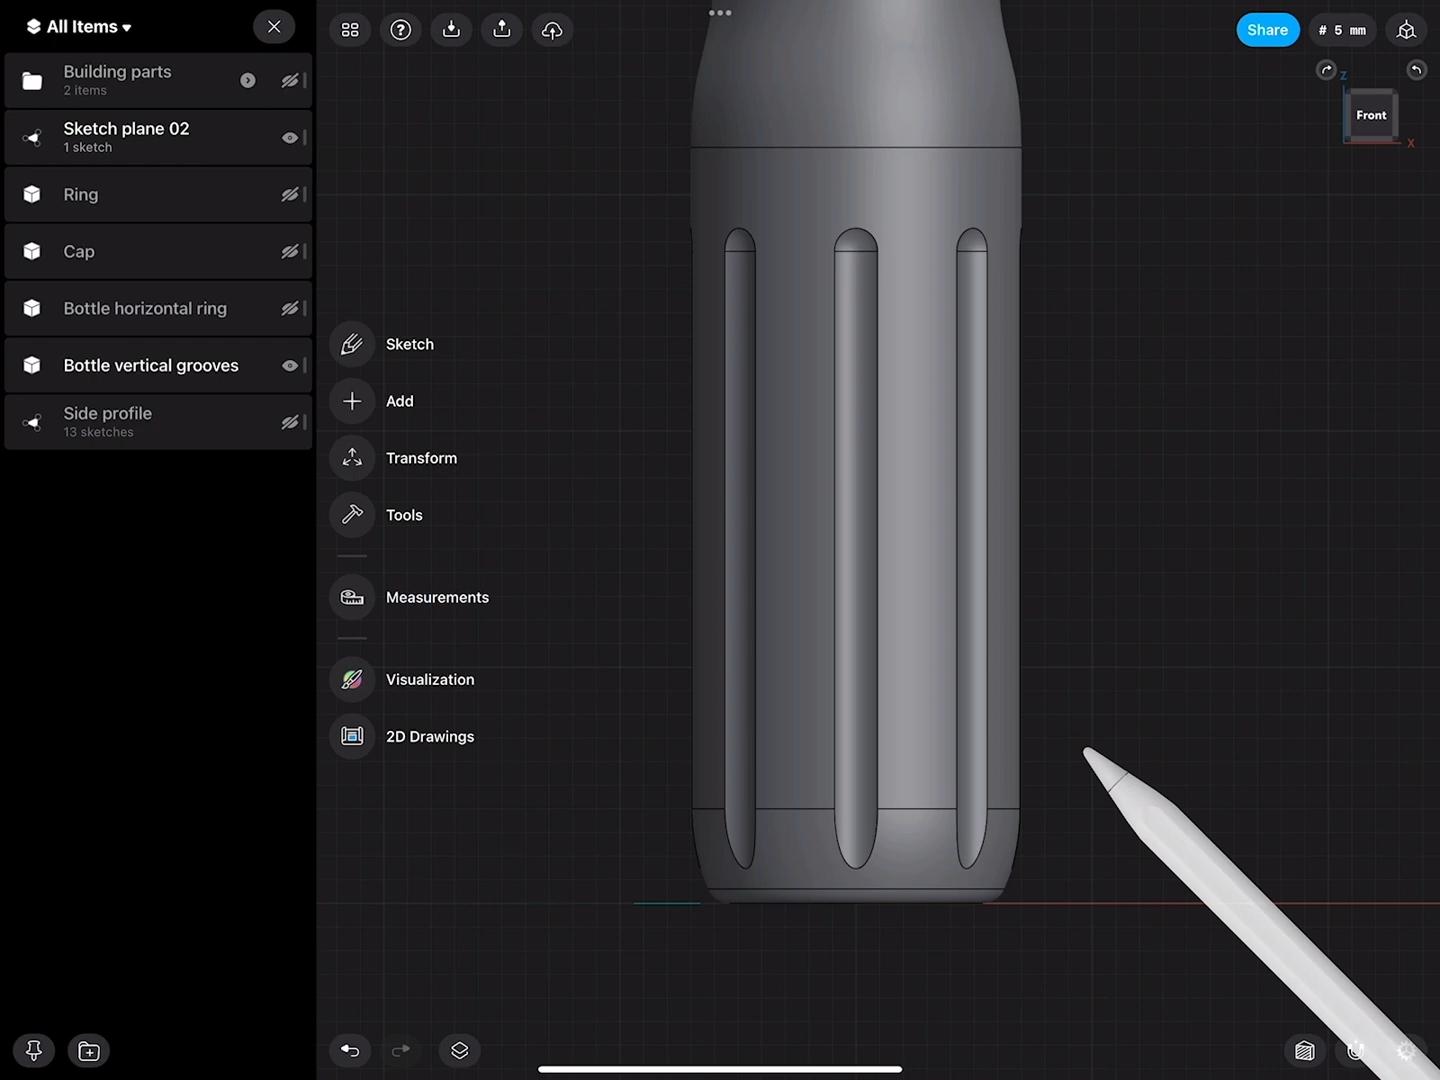 All Items
Building parts
2 items
Sketch plane 02
1 sketch
Ring
Cap
Bottle horizontal ring
Bottle vertical grooves
Side profile
13 sketches
Sketch
Add
Transform
Tools
Measurements
Visualization
2D Drawings
Share
# 5 mm
Z
Front
X